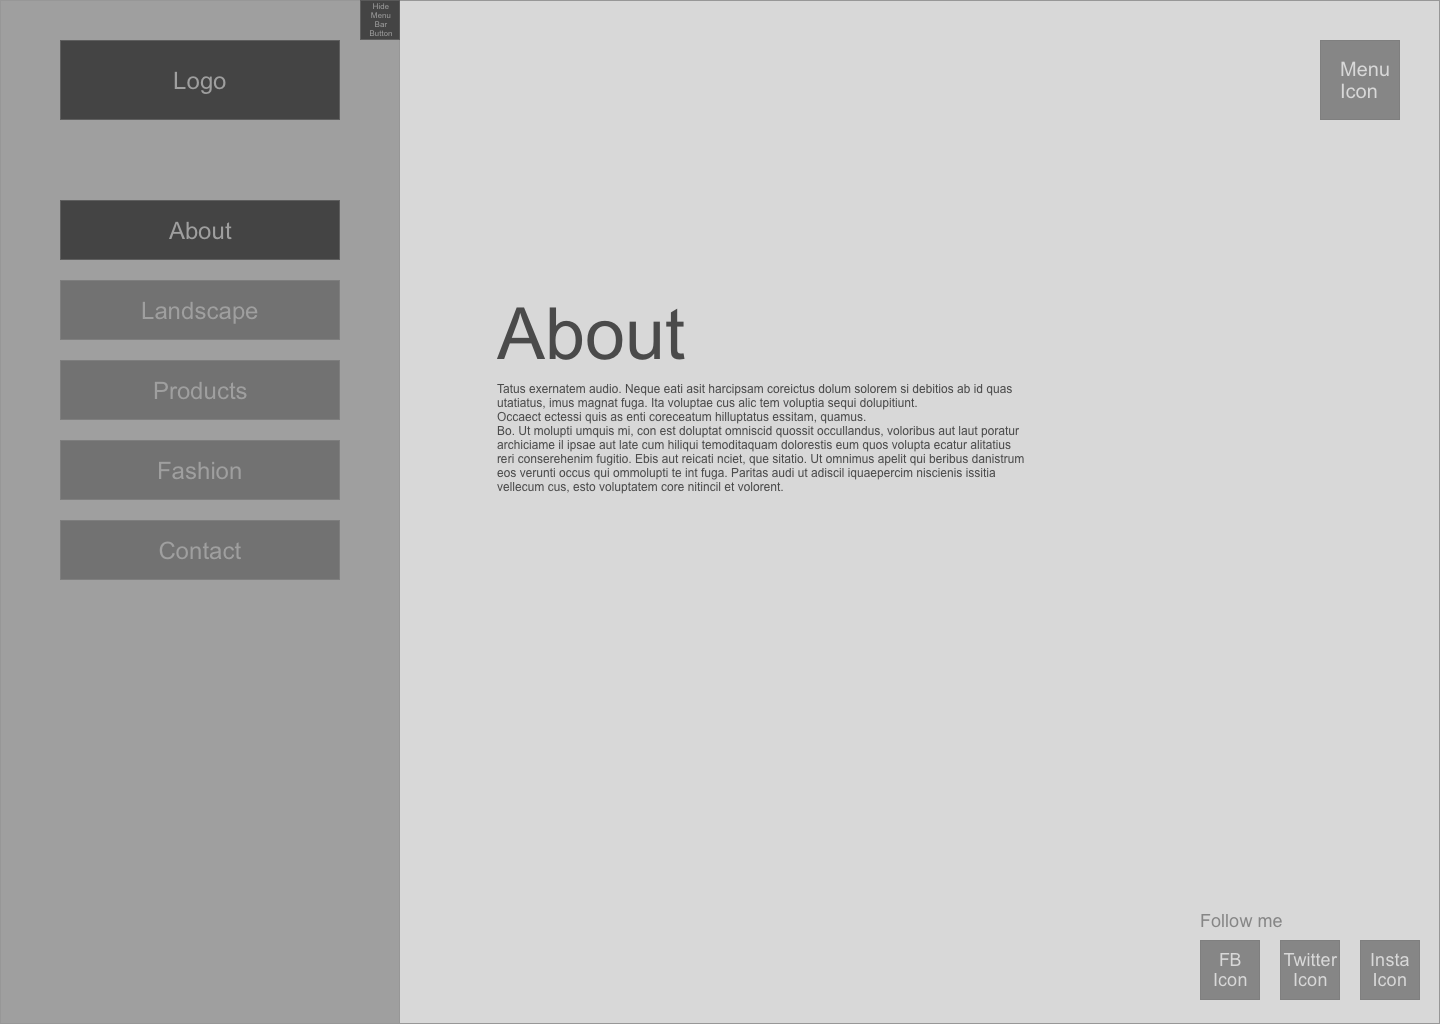 Hide
Menu
Bar
Button
Logo
Menu
Icon
About
Landscape
Products
Fashion
Contact
About
Tatus exernatem audio. Neque eati asit harcipsam coreictus dolum solorem si debitios ab id quas
utatiatus, imus magnat fuga. Ita voluptae cus alic tem voluptia sequi dolupitiunt.
Occaect ectessi quis as enti coreceatum hilluptatus essitam, quamus.
Bo. Ut molupti umquis mi, con est doluptat omniscid quossit occullandus, voloribus aut laut poratur
archiciame il ipsae aut late cum hiliqui temoditaquam dolorestis eum quos volupta ecatur alitatius
reri conserehenim fugitio. Ebis aut reicati nciet, que sitatio. Ut omnimus apelit qui beribus danistrum
eos verunti occus qui ommolupti te int fuga. Paritas audi ut adiscil iquaepercim niscienis issitia
vellecum cus, esto voluptatem core nitincil et volorent.
Follow me
FB
Icon
Twitter
Icon
Insta
Icon